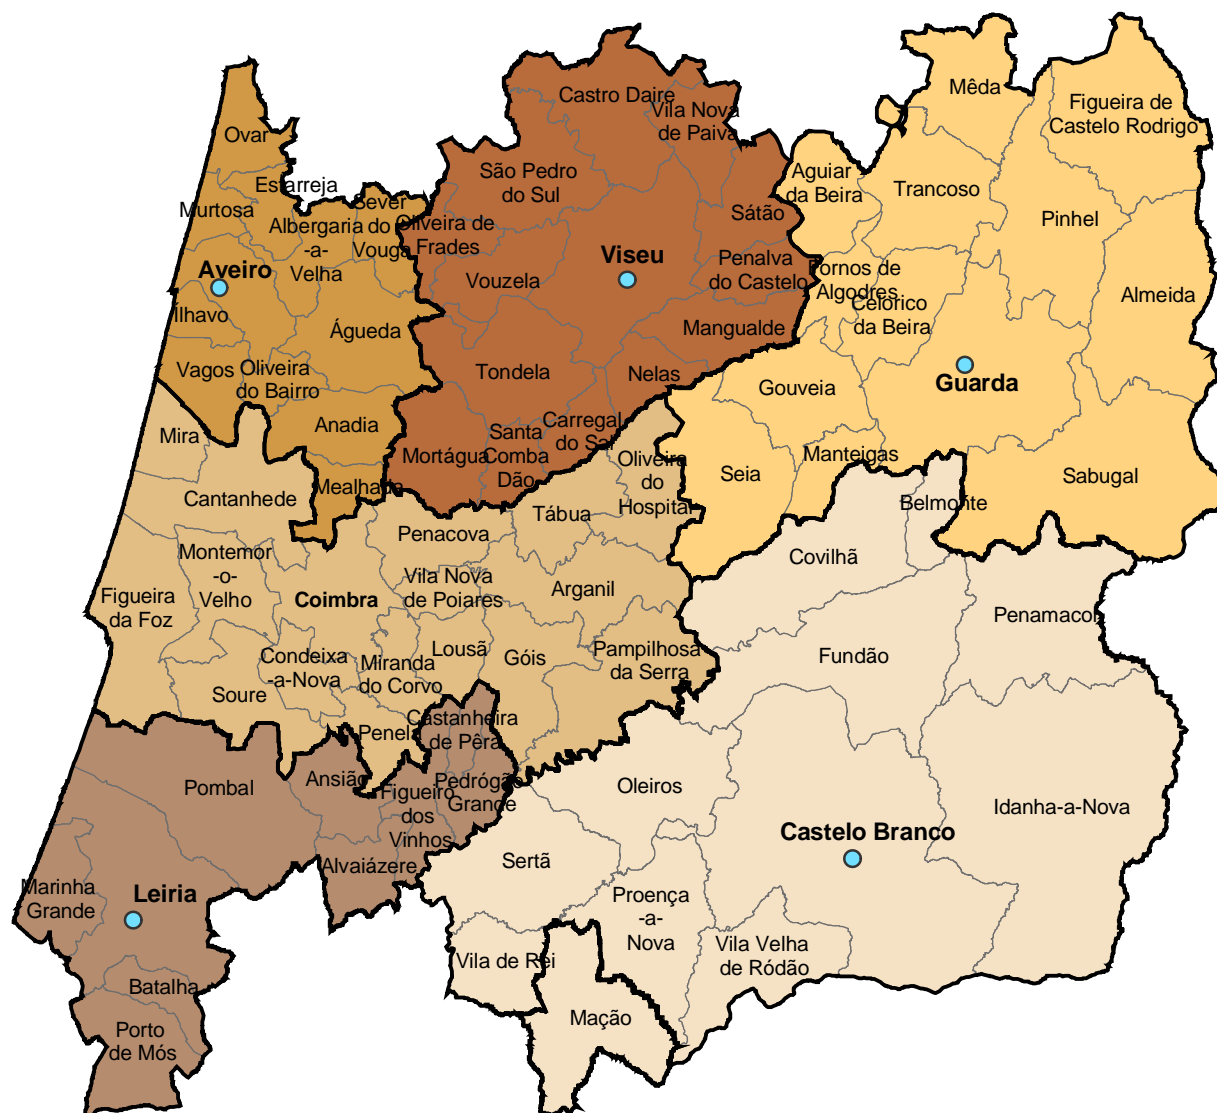 Mêda
Figueira de
Castelo Rodrigo
Castro Daire
Vila Nova
de Paiva
Ovar
São Pedro
do Sul
Aguiar
da Beira
Trancoso
Pinhel
Estarreja
Murtosa
Albergaria
-a-
Velha
Sever
do
Vouga
Oliveira de
Frades
Sátão
Aveiro
Viseu
Penalva
do Castelo
Vouzela
Fornos de
Algodres
Celorico
da Beira
Almeida
Ílhavo
Águeda
Mangualde
Vagos
Oliveira
do Bairro
Tondela
Nelas
Gouveia
Guarda
Anadia
Mira
Mortágua
Santa
Comba
Dão
Carregal
do Sal
Oliveira
do
Hospital
Seia
Manteigas
Sabugal
Mealhada
Cantanhede
Belmonte
Tábua
Penacova
Covilhã
Montemor
-o-
Velho
Vila Nova
de Poiares
Arganil
Figueira
da Foz
Coimbra
Penamacor
Lousã
Góis
Pampilhosa
da Serra
Fundão
Condeixa
-a-Nova
Miranda
do Corvo
Soure
Penela
Castanheira
de Pêra
Pombal
Ansião
Figueiró
dos
Vinhos
Pedrógão
Grande
Oleiros
Idanha-a-Nova
Castelo Branco
Alvaiázere
Sertã
Marinha
Grande
Leiria
Proença
-a-
Nova
Vila de Rei
Vila Velha
de Ródão
Batalha
Mação
Porto
de Mós